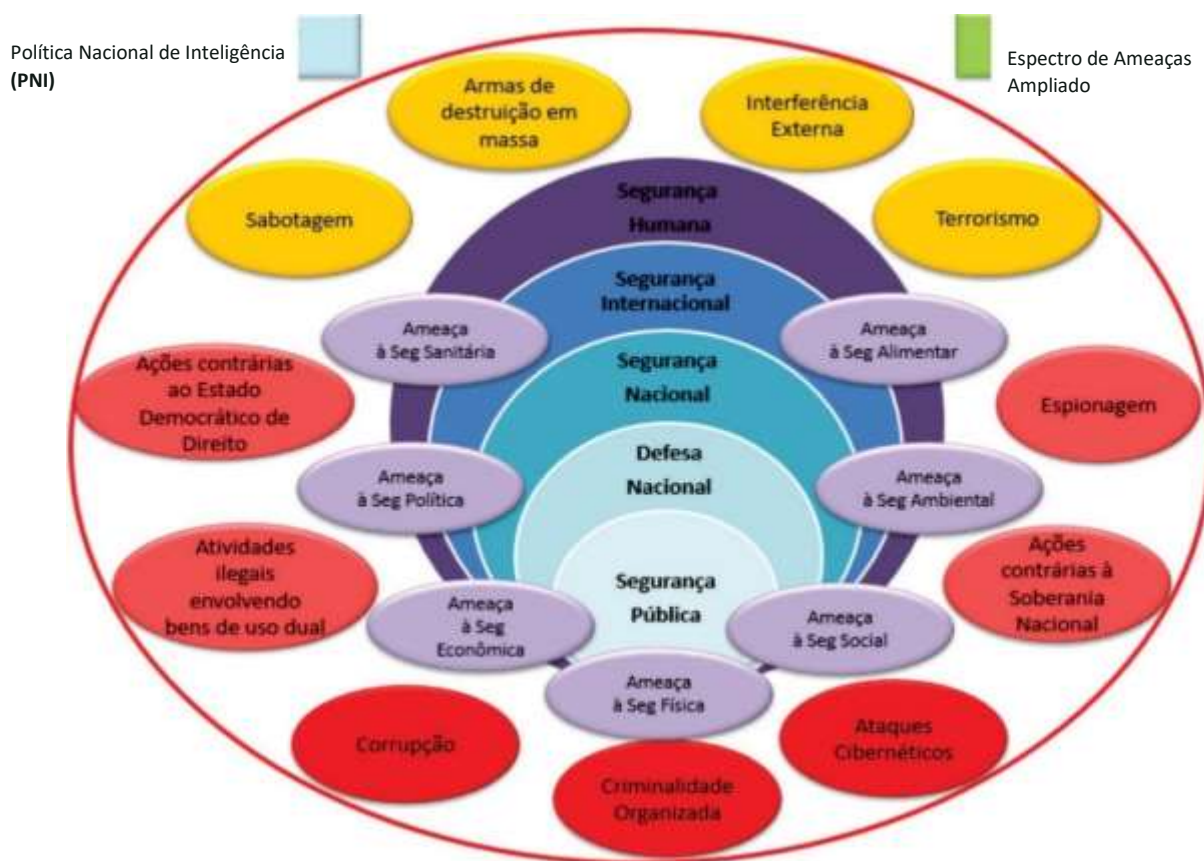 Política Nacional de Inteligência
(PNI)
Espectro de Ameaças
Ampliado
Armas de
destruição em
massa
Interferência
Externa
Sabotagem
Terrorismo
Segurança
Humana
Segurança
Internacional
Ameaça
à Seg Sanitária
Ameaça
à Seg Alimentar
Ações contrárias
ao Estado
Democrático de
Direito
Segurança
Nacional
Espionagem
Ameaça
à Seg Política
Defesa
Nacional
Ameaça
à Seg Ambiental
Atividades
ilegais
envolvendo
bens de uso dual
Ações
contrárias à
Soberania
Nacional
Segurança
Pública
Ameaça
à Seg
Econômica
Ameaça
à Seg Social
Ameaça
à Seg Física
Corrupção
Ataques
Cibernéticos
Criminalidade
Organizada